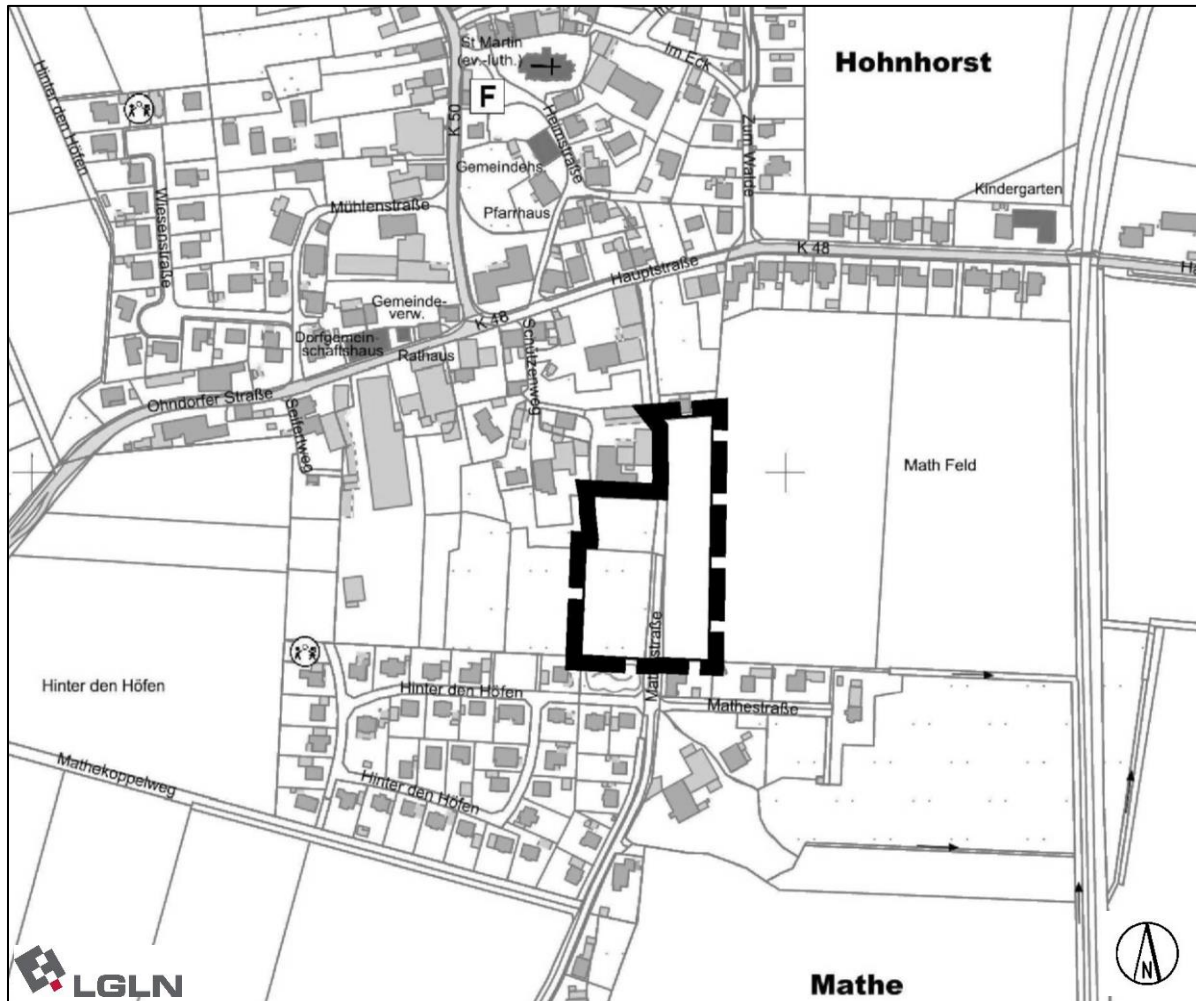 St Martin
(ev.-luth.)
Im Eck
Hohnhorst
Hinter den Höfen
F
K 50
Heimstraße
Zum Walde
Gemeindehs.
Kindergarten
Wiesenstraße
Mühlenstraße
Pfarrhaus
K 48
Hauptstraße
Ha
Gemeinde-
verw.
K 48
Dorfgemein-
schaftshaus
Rathaus
Schützenweg
Ohndorfer Straße
Seifertweg
Math Feld
Mathestraße
Hinter den Höfen
Hinter den Höfen
Mathestraße
Mathekoppelweg
Hinter den Höfen
LGLN
Mathe
N